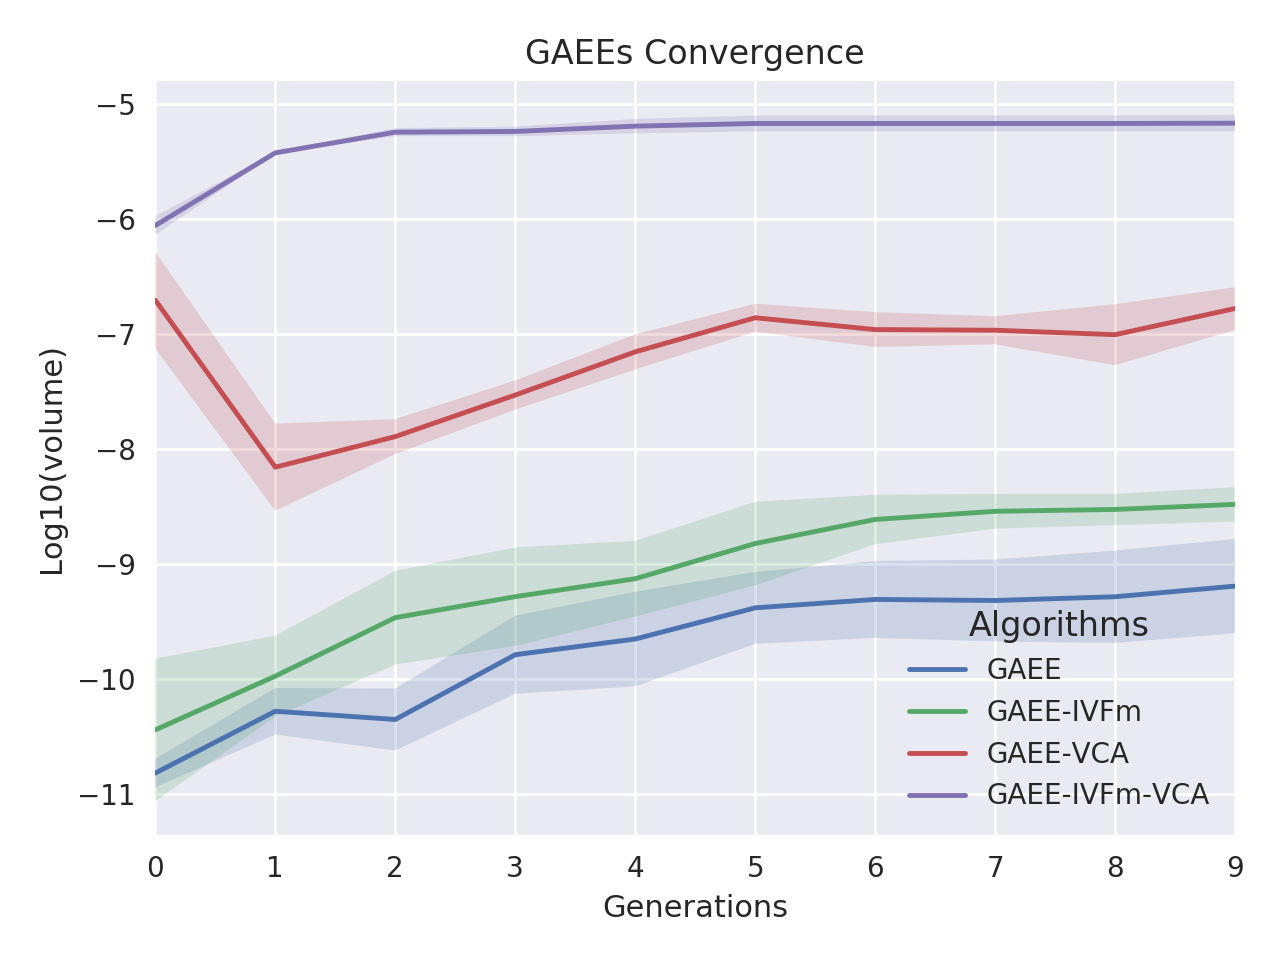 GAEEs Convergence
Log10(volume)
−5
−6
−7
−8
−9
−10
−11
Algorithms
GAEE
GAEE-IVFm
GAEE-VCA
GAEE-IVFm-VCA
0 1 2 3 4 5 6 7 8 9
Generations